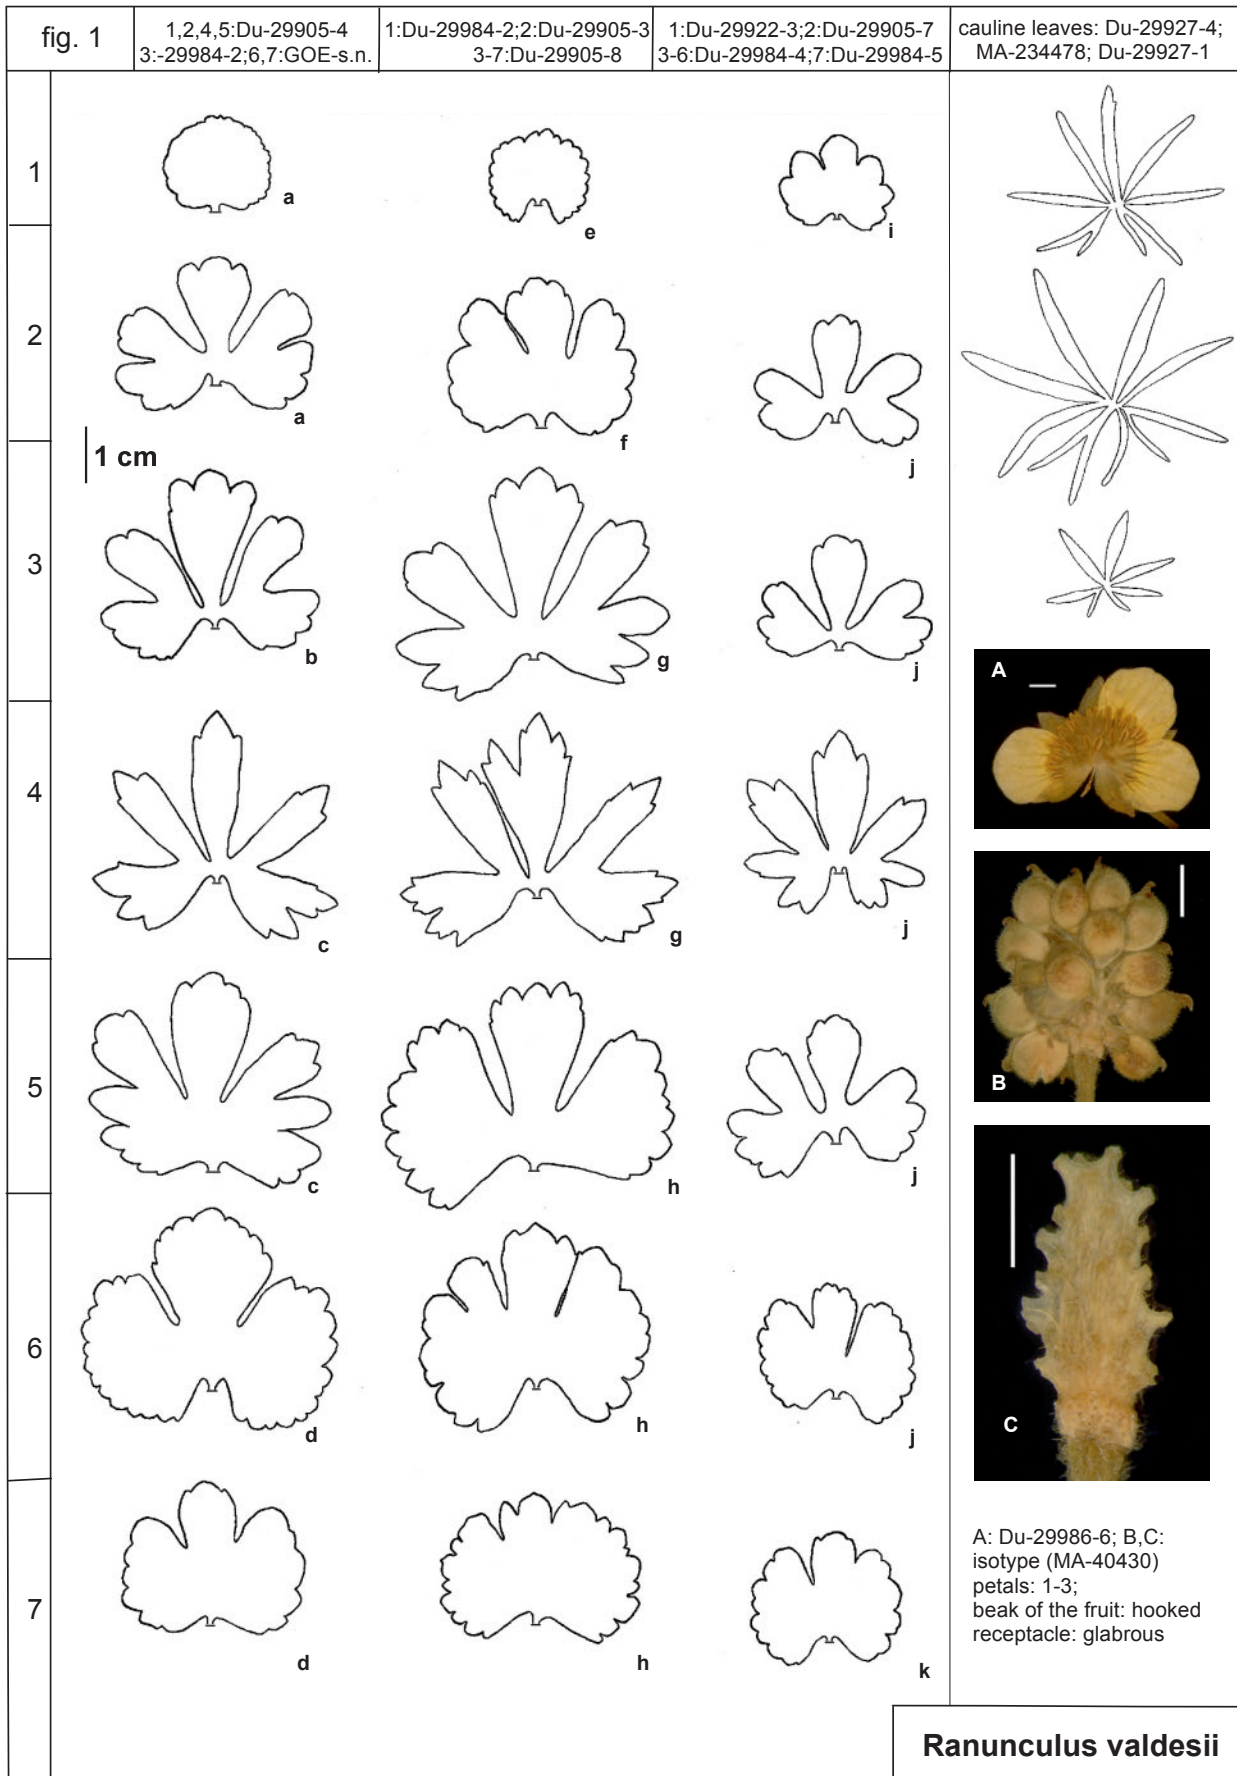 fig. 1
1,2,4,5:Du-29905-4
3:-29984-2;6,7:GOE-s.n.
1:Du-29984-2;2:Du-29905-3
3-7:Du-29905-8
1:Du-29922-3;2:Du-29905-7
3-6:Du-29984-4;7:Du-29984-5
cauline leaves: Du-29927-4;
MA-234478; Du-29927-1
1
a
e
i
2
a
f
j
1 cm
3
b
g
j
A
4
c
g
j
B
5
c
h
j
C
6
d
h
j
7
d
h
k
A: Du-29986-6; B,C:
isotype (MA-40430)
petals: 1-3;
beak of the fruit: hooked
receptacle: glabrous
Ranunculus valdesii